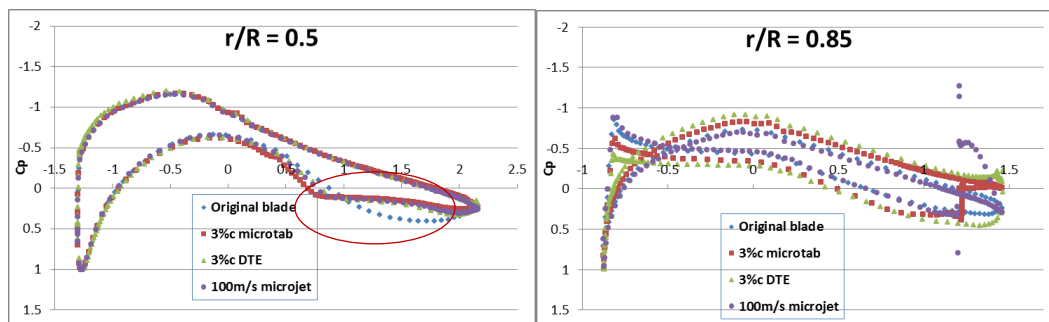 r/R = 0.5
-2
-1.5
-1
-0.5
0
0.5
1
1.5
Cp
-1.5 -1 -0.5 0 0.5 1 1.5 2 2.5
Original blade
3%c microtab
3%c DTE
100m/s microjet
r/R = 0.85
-2
-1.5
-1
-0.5
0
0.5
1
1.5
Cp
-1 -0.5 0 0.5 1 1.5
Original blade
3%c microtab
3%c DTE
100m/s microjet